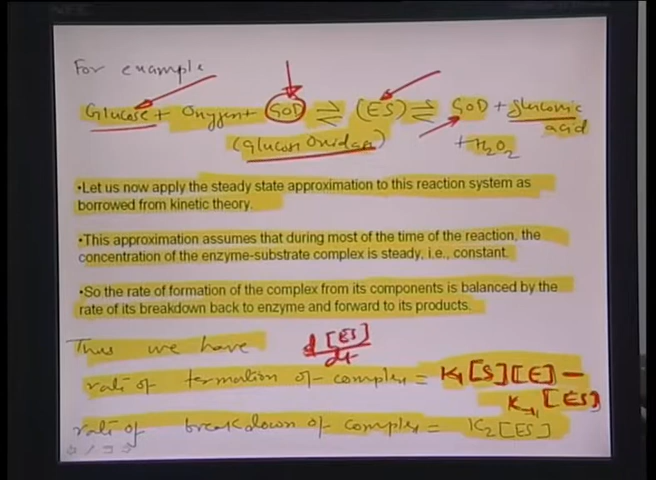 For example
Glucose + Oxygen + GOD ⇌ (ES) ⇌ GOD + gluconic acid
(Glucose Oxidase) + H2O2
•Let us now apply the steady state approximation to this reaction system as
borrowed from kinetic theory.
•This approximation assumes that during most of the time of the reaction, the
concentration of the enzyme-substrate complex is steady, i.e., constant.
•So the rate of formation of the complex from its components is balanced by the
rate of its breakdown back to enzyme and forward to its products.
Thus we have d[ES]/dt
rate of formation of complex = K1[S][E] –
K-1[ES]
rate of breakdown of complex = K2[ES]